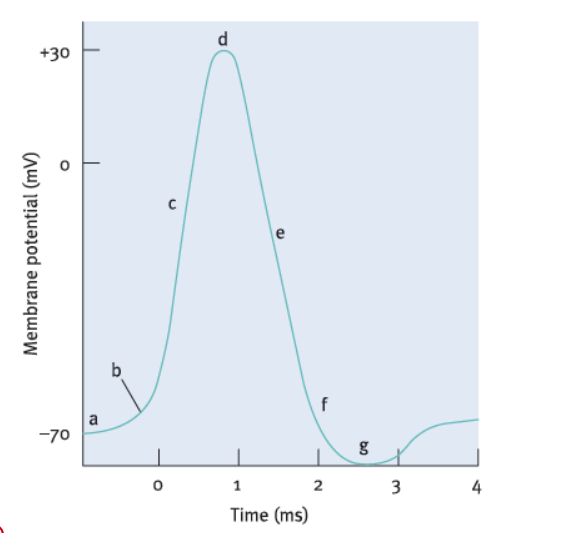 d
+30
0
c
e
b
a
f
g
−70
0 1 2 3 4
Time (ms)
Membrane potential (mV)